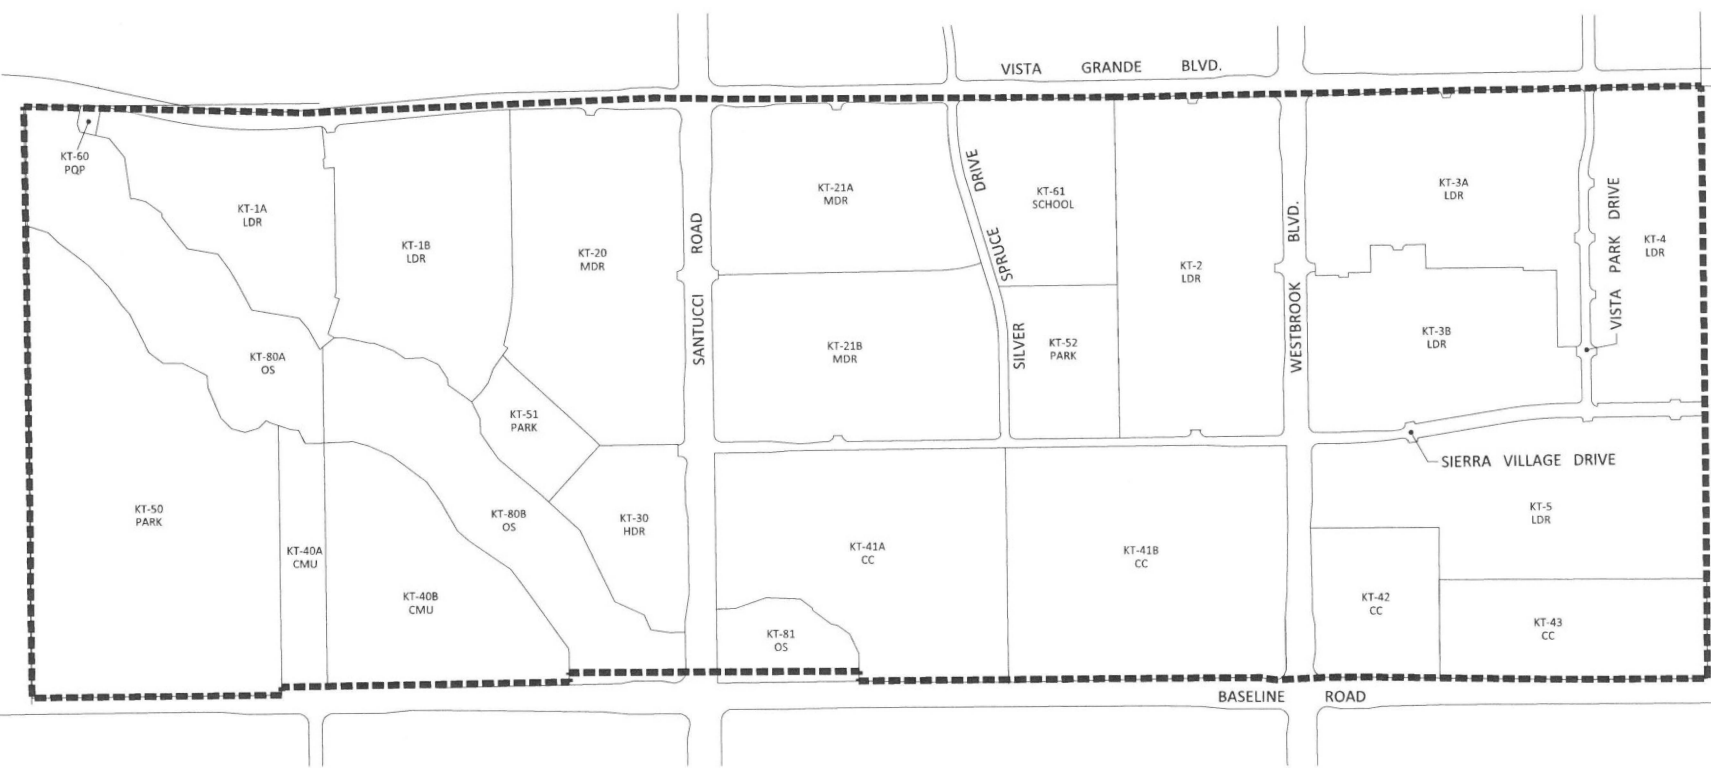 VISTA GRANDE BLVD.
KT-60
PQP
KT-1A
LDR
KT-1B
LDR
KT-20
MDR
SANTUCCI ROAD
KT-21A
MDR
SILVER SPRUCE DRIVE
KT-61
SCHOOL
KT-2
LDR
WESTBROOK BLVD.
KT-3A
LDR
VISTA PARK DRIVE
KT-4
LDR
KT-80A
OS
KT-21B
MDR
KT-52
PARK
KT-3B
LDR
KT-51
PARK
SIERRA VILLAGE DRIVE
KT-50
PARK
KT-40A
CMU
KT-80B
OS
KT-30
HDR
KT-41A
CC
KT-41B
CC
KT-5
LDR
KT-40B
CMU
KT-81
OS
KT-42
CC
KT-43
CC
BASELINE ROAD